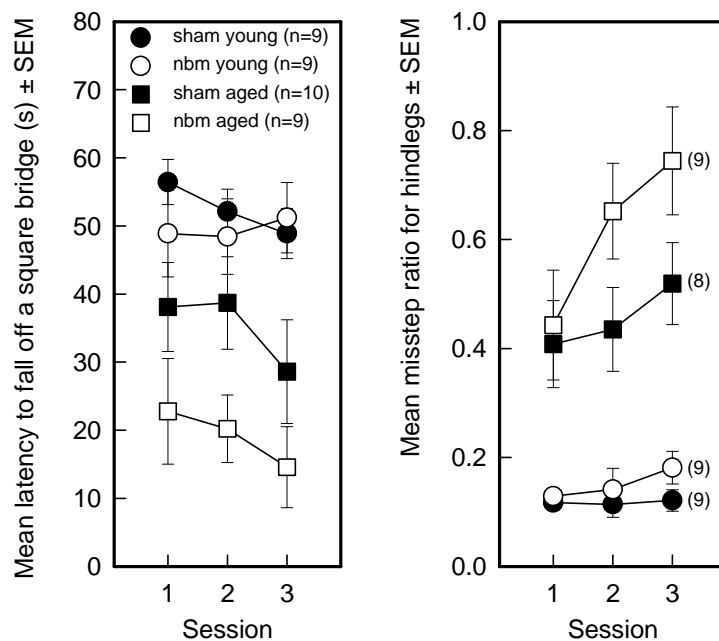 Mean latency to fall off a square bridge (s) ± SEM
80
70
60
50
40
30
20
10
0
sham young (n=9)
nbm young (n=9)
sham aged (n=10)
nbm aged (n=9)
1 2 3
Session
Mean misstep ratio for hindlegs ± SEM
1.0
0.8
0.6
0.4
0.2
0.0
(9)
(8)
(9)
(9)
1 2 3
Session